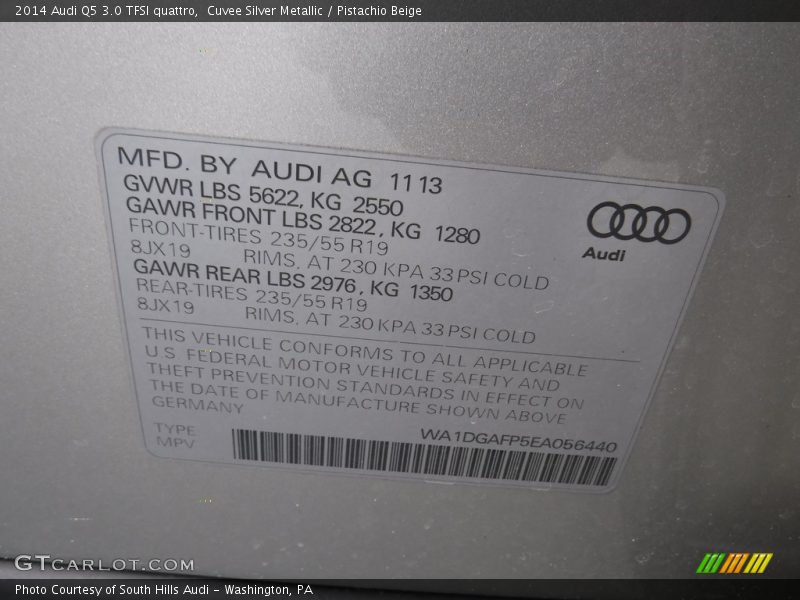 2014 Audi Q5 3.0 TFSI quattro,  Cuvee Silver Metallic / Pistachio Beige
MFD. BY AUDI AG 11 13
GVWR LBS 5622, KG 2550
GAWR FRONT LBS 2822, KG 1280
FRONT-TIRES 235/55 R19
8JX19 RIMS, AT 230 KPA 33 PSI COLD
GAWR REAR LBS 2976, KG 1350
REAR-TIRES 235/55 R19
8JX19 RIMS, AT 230 KPA 33 PSI COLD
Audi
THIS VEHICLE CONFORMS TO ALL APPLICABLE
U.S. FEDERAL MOTOR VEHICLE SAFETY AND
THEFT PREVENTION STANDARDS IN EFFECT ON
THE DATE OF MANUFACTURE SHOWN ABOVE
GERMANY
TYPE WA1DGAFP5EA056440
MPV
GTCARLOT.COM
Photo Courtesy of South Hills Audi - Washington, PA